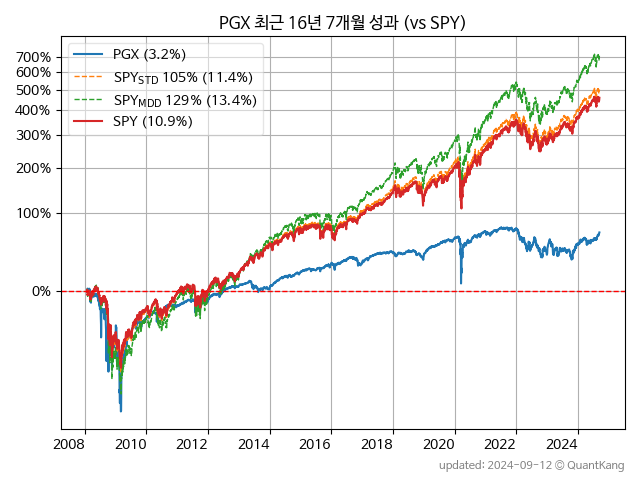 PGX 최근 16년 7개월 성과 (vs SPY)
PGX (3.2%)
SPY_STD 105% (11.4%)
SPY_MDD 129% (13.4%)
SPY (10.9%)
700%
600%
500%
400%
300%
200%
100%
0%
2008 2010 2012 2014 2016 2018 2020 2022 2024
updated: 2024-09-12 © QuantKang